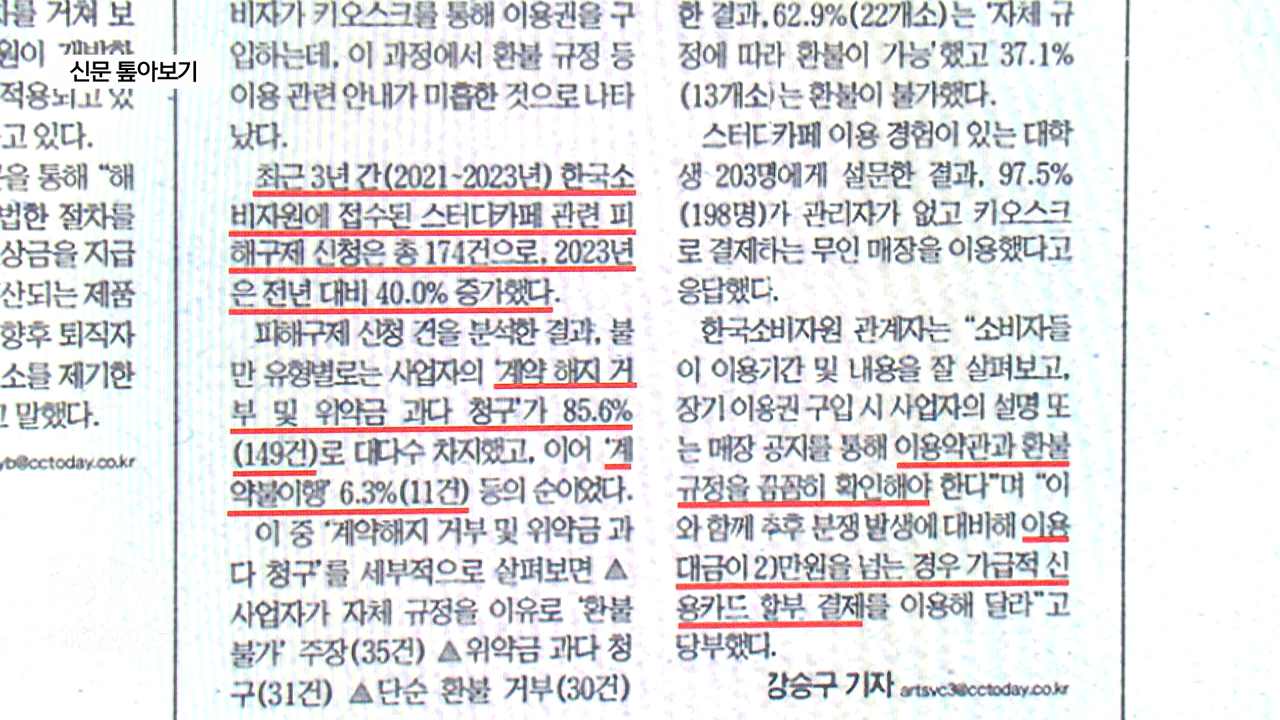 신문 톺아보기
를 거쳐 보
원이 개발한
적용되고 있
고 있다.
을 통해 "해
법한 절차를
상금을 지급
산되는 제품
향후 퇴직자
소를 제기한
고 말했다.
yb@cctoday.co.kr
비자가 키오스크를 통해 이용권을 구
입하는데, 이 과정에서 환불 규정 등
이용 관련 안내가 미흡한 것으로 나타
났다.
최근 3년 간(2021~2023년) 한국소
비자원에 접수된 스터디카페 관련 피
해구제 신청은 총 174건으로, 2023년
은 전년 대비 40.0% 증가했다.
피해구제 신청 건을 분석한 결과, 불
만 유형별로는 사업자의 '계약 해지 거
부 및 위약금 과다 청구'가 85.6%
(149건)로 대다수 차지했고, 이어 '계
약불이행' 6.3%(11건) 등의 순이었다.
이 중 '계약해지 거부 및 위약금 과
다 청구'를 세부적으로 살펴보면 ▲
사업자가 자체 규정을 이유로 '환불
불가' 주장(35건) ▲위약금 과다 청
구(31건) ▲단순 환불 거부(30건)
한 결과, 62.9%(22개소)는 '자체 규
정에 따라 환불이 가능'했고 37.1%
(13개소)는 환불이 불가했다.
스터디카페 이용 경험이 있는 대학
생 203명에게 설문한 결과, 97.5%
(198명)가 관리자가 없고 키오스크
로 결제하는 무인 매장을 이용했다고
응답했다.
한국소비자원 관계자는 "소비자들
이 이용기간 및 내용을 잘 살펴보고,
장기 이용권 구입 시 사업자의 설명 또
는 매장 공지를 통해 이용약관과 환불
규정을 꼼꼼히 확인해야 한다"며 "이
와 함께 추후 분쟁 발생에 대비해 이용
대금이 20만원을 넘는 경우 가급적 신
용카드 할부 결제를 이용해 달라"고
당부했다.
강승구 기자 artsvc3@cctoday.co.kr